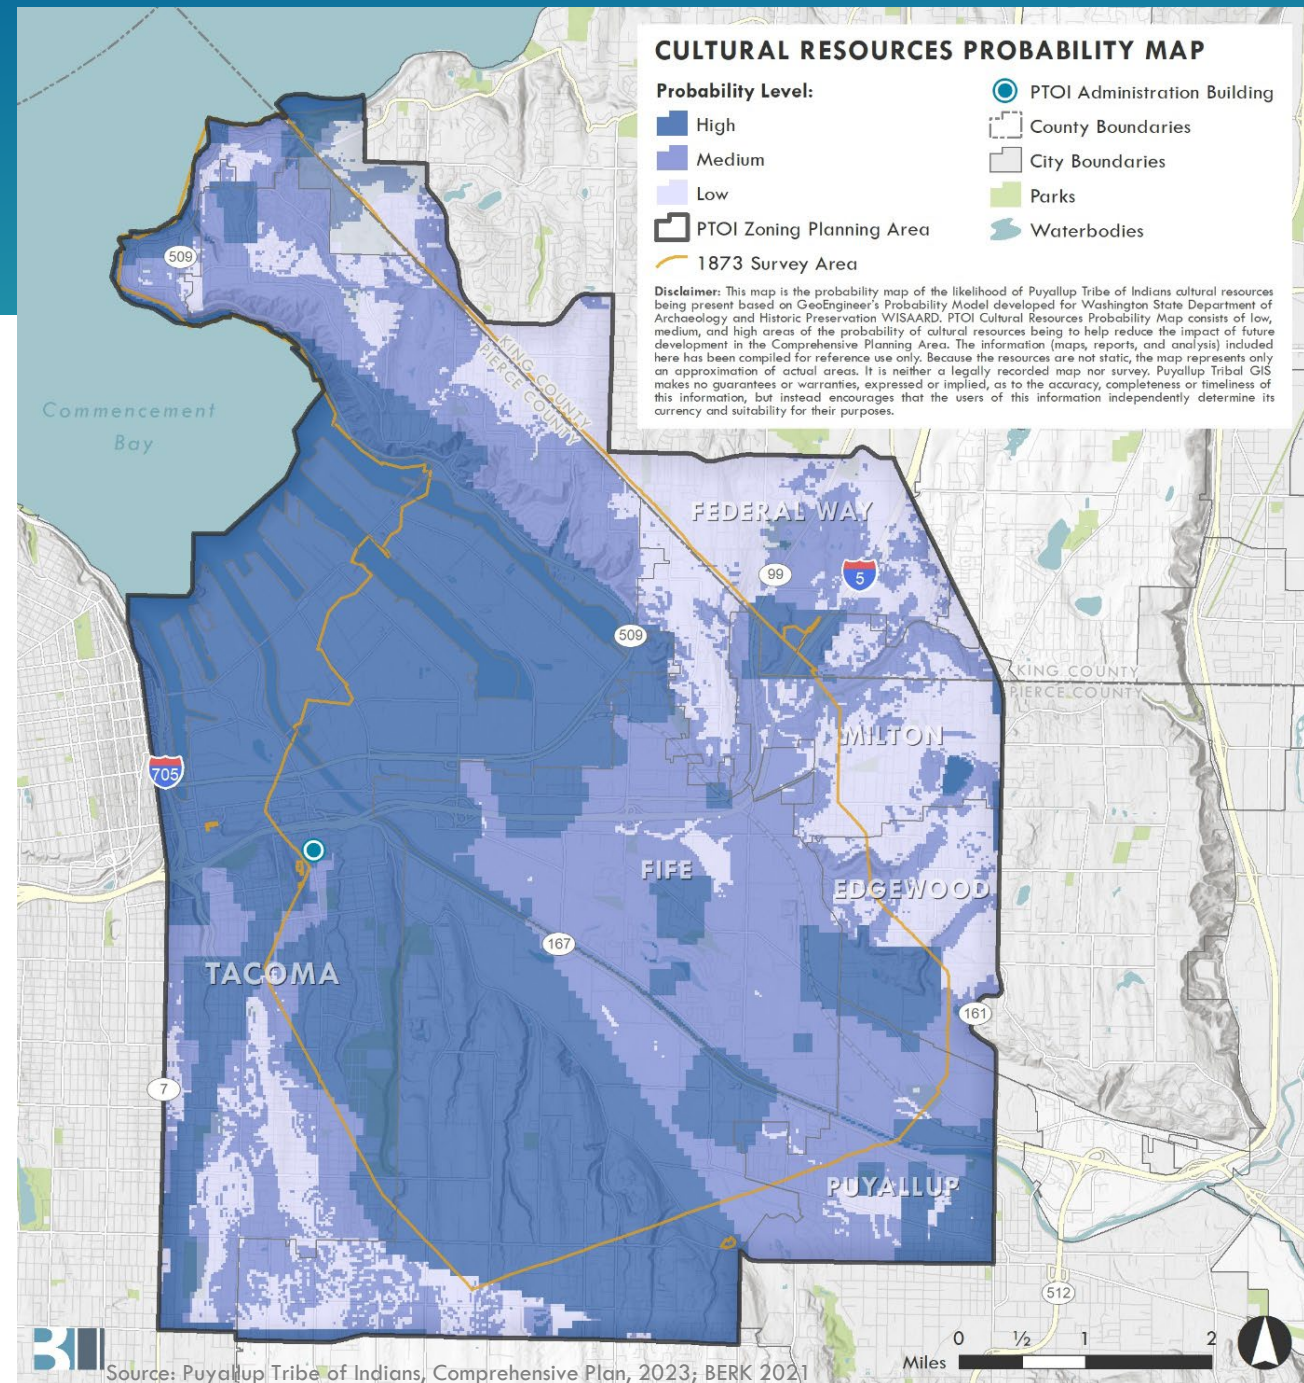 CULTURAL RESOURCES PROBABILITY MAP
Probability Level:
High
Medium
Low
PTOI Zoning Planning Area
1873 Survey Area
PTOI Administration Building
County Boundaries
City Boundaries
Parks
Waterbodies
Disclaimer: This map is the probability map of the likelihood of Puyallup Tribe of Indians cultural resources
being present based on GeoEngineer's Probability Model developed for Washington State Department of
Archaeology and Historic Preservation WISAARD. PTOI Cultural Resources Probability Map consists of low,
medium, and high areas of the probability of cultural resources being to help reduce the impact of future
development in the Comprehensive Planning Area. The information (maps, reports, and analysis) included
here has been compiled for reference use only. Because the resources are not static, the map represents only
an approximation of actual areas. It is neither a legally recorded map nor survey. Puyallup Tribal GIS
makes no guarantees or warranties, expressed or implied, as to the accuracy, completeness or timeliness of
this information, but instead encourages that the users of this information independently determine its
currency and suitability for their purposes.
509
KING COUNTY
PIERCE COUNTY
Commencement
Bay
FEDERAL WAY
99
5
509
KING COUNTY
PIERCE COUNTY
MILTON
705
FIFE
EDGEWOOD
167
TACOMA
161
7
PUYALLUP
512
0 ½ 1 2
Miles
Source: Puyallup Tribe of Indians, Comprehensive Plan, 2023; BERK 2021